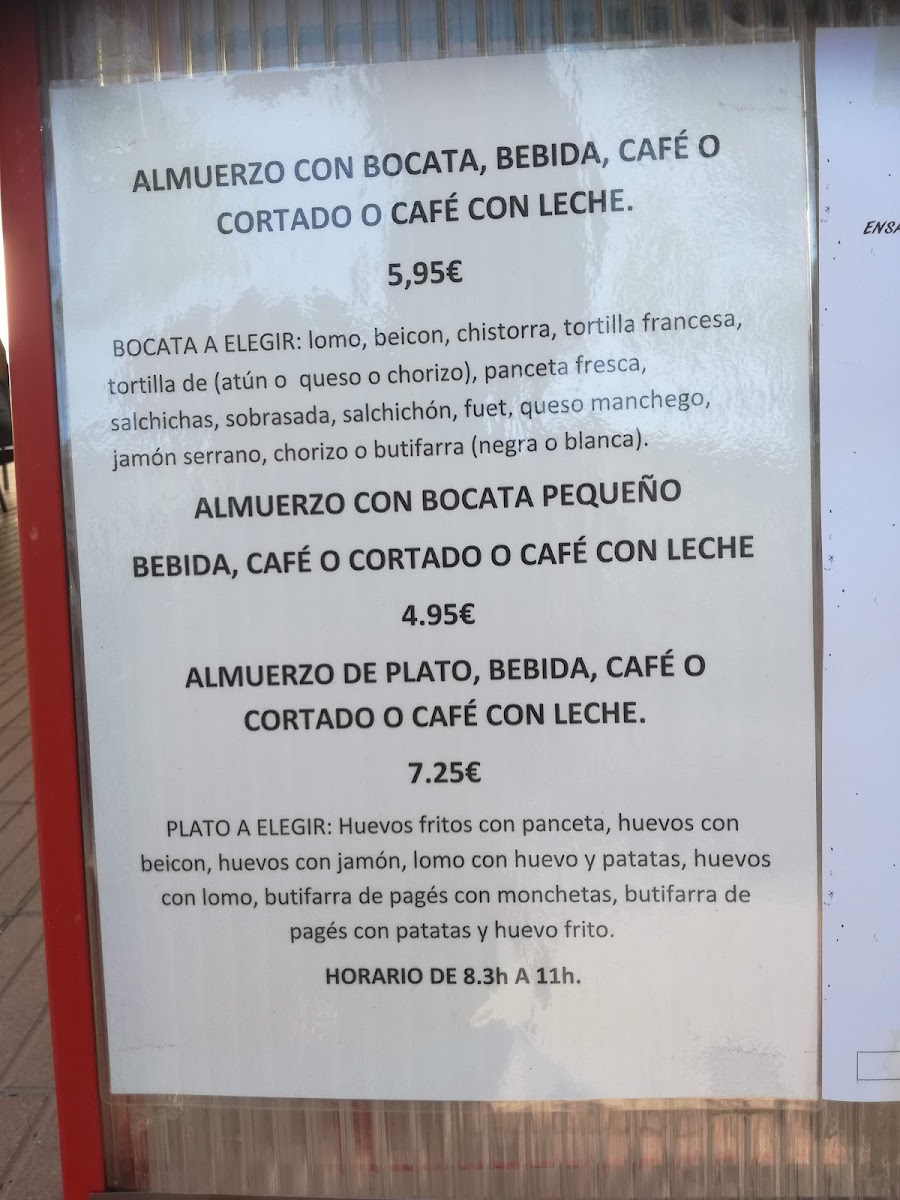 ALMUERZO CON BOCATA, BEBIDA, CAFÉ O
CORTADO O CAFÉ CON LECHE.
5,95€
BOCATA A ELEGIR: lomo, beicon, chistorra, tortilla francesa,
tortilla de (atún o queso o chorizo), panceta fresca,
salchichas, sobrasada, salchichón, fuet, queso manchego,
jamón serrano, chorizo o butifarra (negra o blanca).
ALMUERZO CON BOCATA PEQUEÑO
BEBIDA, CAFÉ O CORTADO O CAFÉ CON LECHE
4.95€
ALMUERZO DE PLATO, BEBIDA, CAFÉ O
CORTADO O CAFÉ CON LECHE.
7.25€
PLATO A ELEGIR: Huevos fritos con panceta, huevos con
beicon, huevos con jamón, lomo con huevo y patatas, huevos
con lomo, butifarra de pagés con monchetas, butifarra de
pagés con patatas y huevo frito.
HORARIO DE 8.3h A 11h.